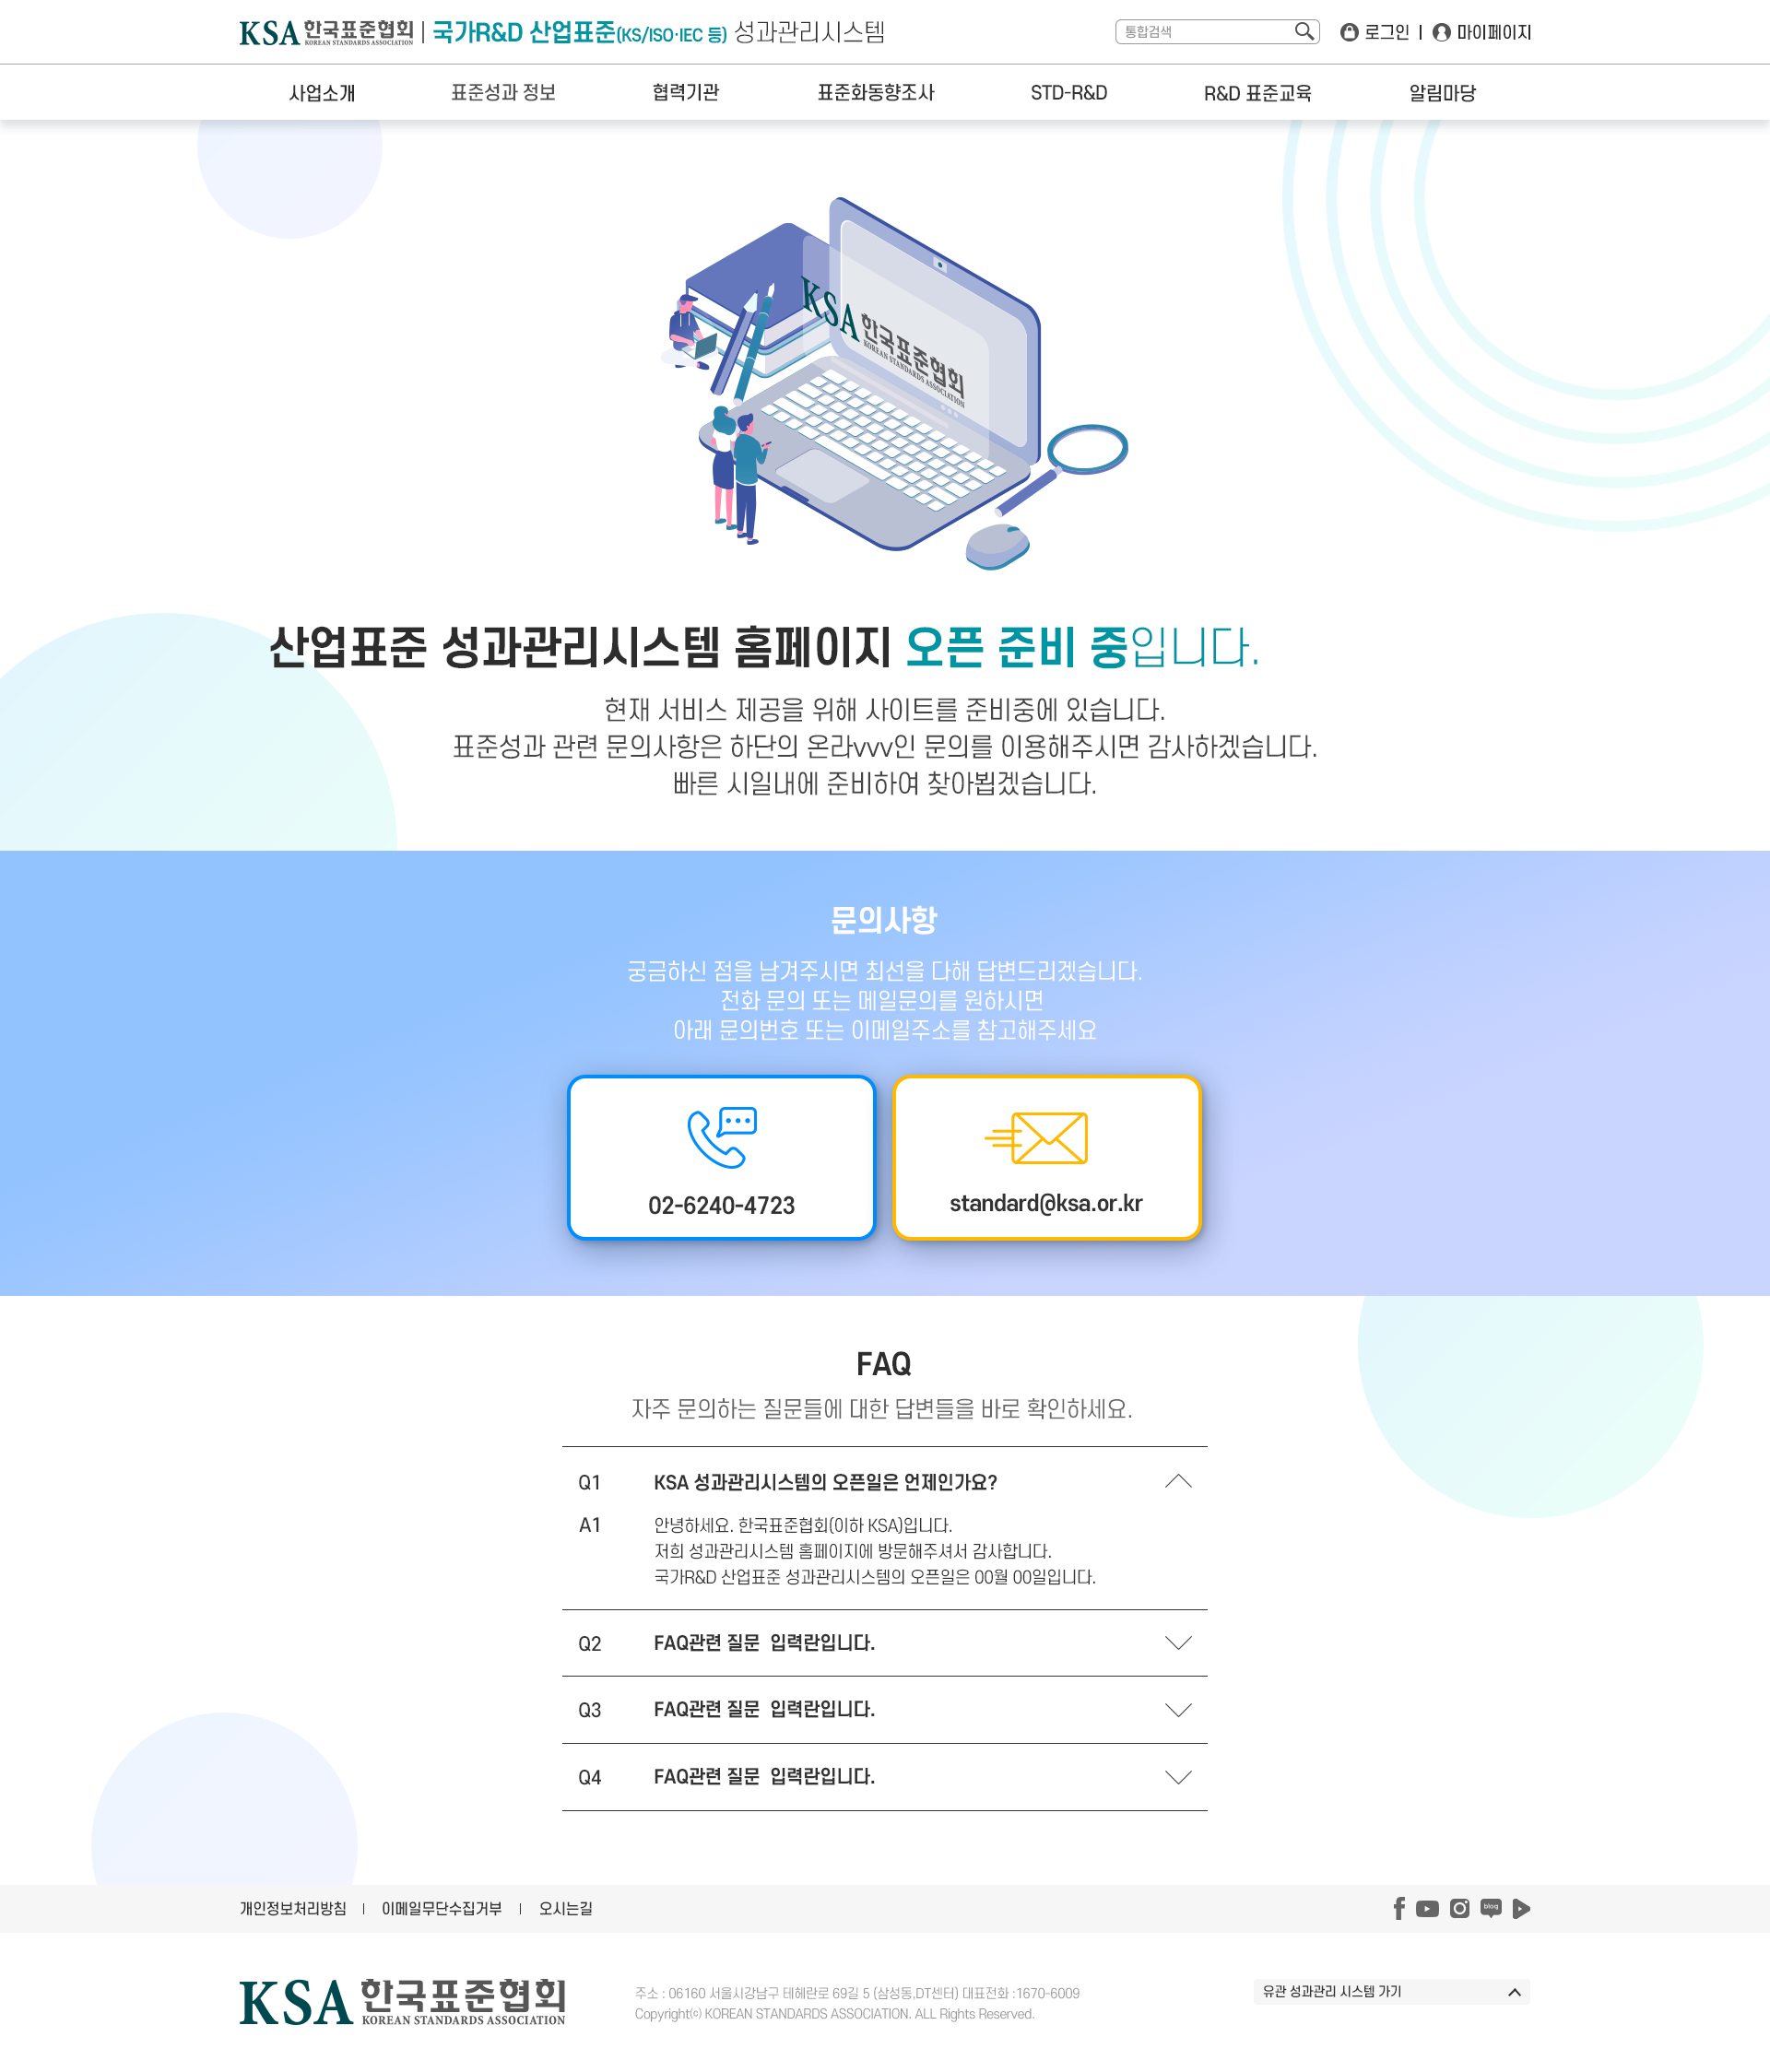 KSA 한국표준협회 KOREAN STANDARDS ASSOCIATION 국가R&D 산업표준(KS/ISO·IEC 등) 성과관리시스템
통합검색
로그인 마이페이지
사업소개 표준성과 정보 협력기관 표준화동향조사 STD-R&D R&D 표준교육 알림마당
KSA 한국표준협회
KOREAN STANDARDS ASSOCIATION
산업표준 성과관리시스템 홈페이지 오픈 준비 중입니다.
현재 서비스 제공을 위해 사이트를 준비중에 있습니다.
표준성과 관련 문의사항은 하단의 온라vvv인 문의를 이용해주시면 감사하겠습니다.
빠른 시일내에 준비하여 찾아뵙겠습니다.
문의사항
궁금하신 점을 남겨주시면 최선을 다해 답변드리겠습니다.
전화 문의 또는 메일문의를 원하시면
아래 문의번호 또는 이메일주소를 참고해주세요
02-6240-4723
standard@ksa.or.kr
FAQ
자주 문의하는 질문들에 대한 답변들을 바로 확인하세요.
Q1 KSA 성과관리시스템의 오픈일은 언제인가요?
A1 안녕하세요. 한국표준협회(이하 KSA)입니다.
저희 성과관리시스템 홈페이지에 방문해주셔서 감사합니다.
국가R&D 산업표준 성과관리시스템의 오픈일은 00월 00일입니다.
Q2 FAQ관련 질문 입력란입니다.
Q3 FAQ관련 질문 입력란입니다.
Q4 FAQ관련 질문 입력란입니다.
개인정보처리방침 이메일무단수집거부 오시는길
blog
KSA 한국표준협회
KOREAN STANDARDS ASSOCIATION
주소 : 06160 서울시강남구 테헤란로 69길 5 (삼성동,DT센터) 대표전화 :1670-6009
Copyright(c) KOREAN STANDARDS ASSOCIATION. ALL Rights Reserved.
유관 성과관리 시스템 가기